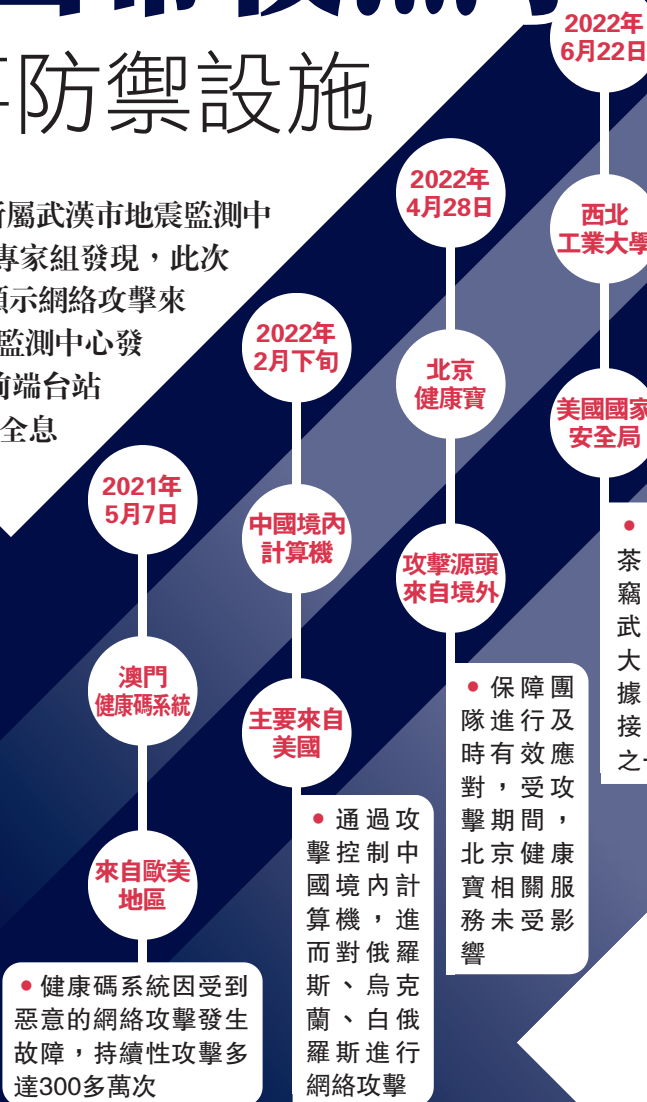 防禦設施
屬武漢市地震監測中
專家組發現，此次
示網絡攻擊來
監測中心發
前端台站
全息
2021年
5月7日
澳門
健康碼系統
來自歐美
地區
•健康碼系統因受到
惡意的網絡攻擊發生
故障，持續性攻擊多
達300多萬次
2022年
2月下旬
中國境內
計算機
主要來自
美國
•通過攻
擊控制中
國境內計
算機，進
而對俄羅
斯、烏克
蘭、白俄
羅斯進行
網絡攻擊
2022年
4月28日
北京
健康寶
攻擊源頭
來自境外
•保障團
隊進行及
時有效應
對，受攻
擊期間，
北京健康
寶相關服
務未受影
響
2022年
6月22日
西北
工業大學
美國國家
安全局
•
茶
竊
武
大
據
接
之